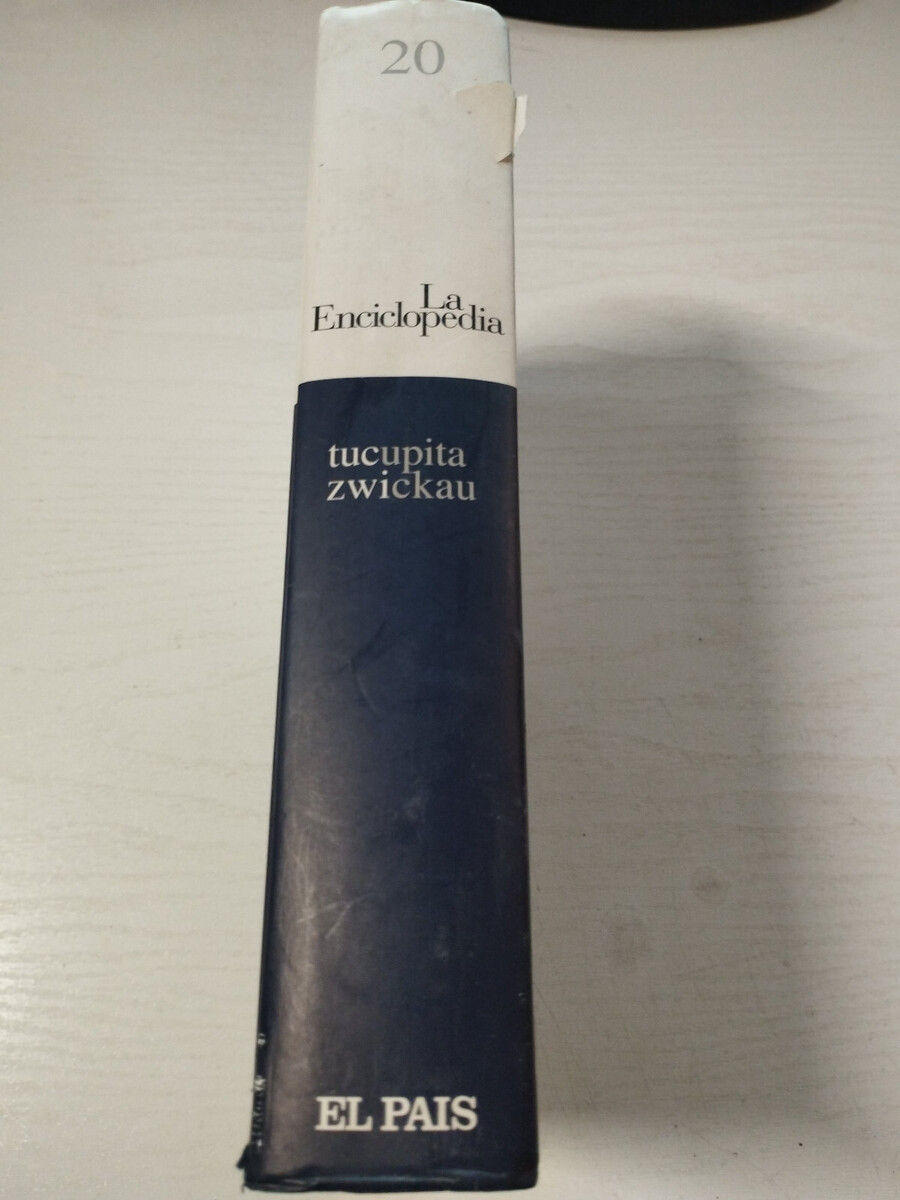 20
La
Enciclopedia
tucupita
zwickau
EL PAIS